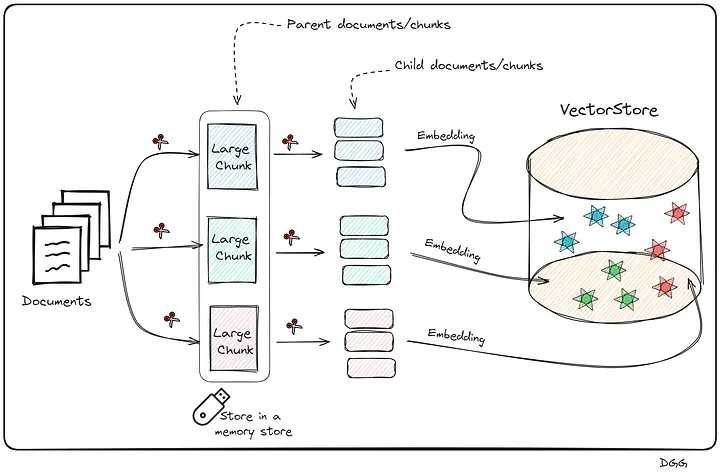 Parent documents/chunks
Child documents/chunks
VectorStore
Large
Chunk
Embedding
Large
Chunk
Embedding
Documents
Large
Chunk
Embedding
Store in a
memory store
DGG